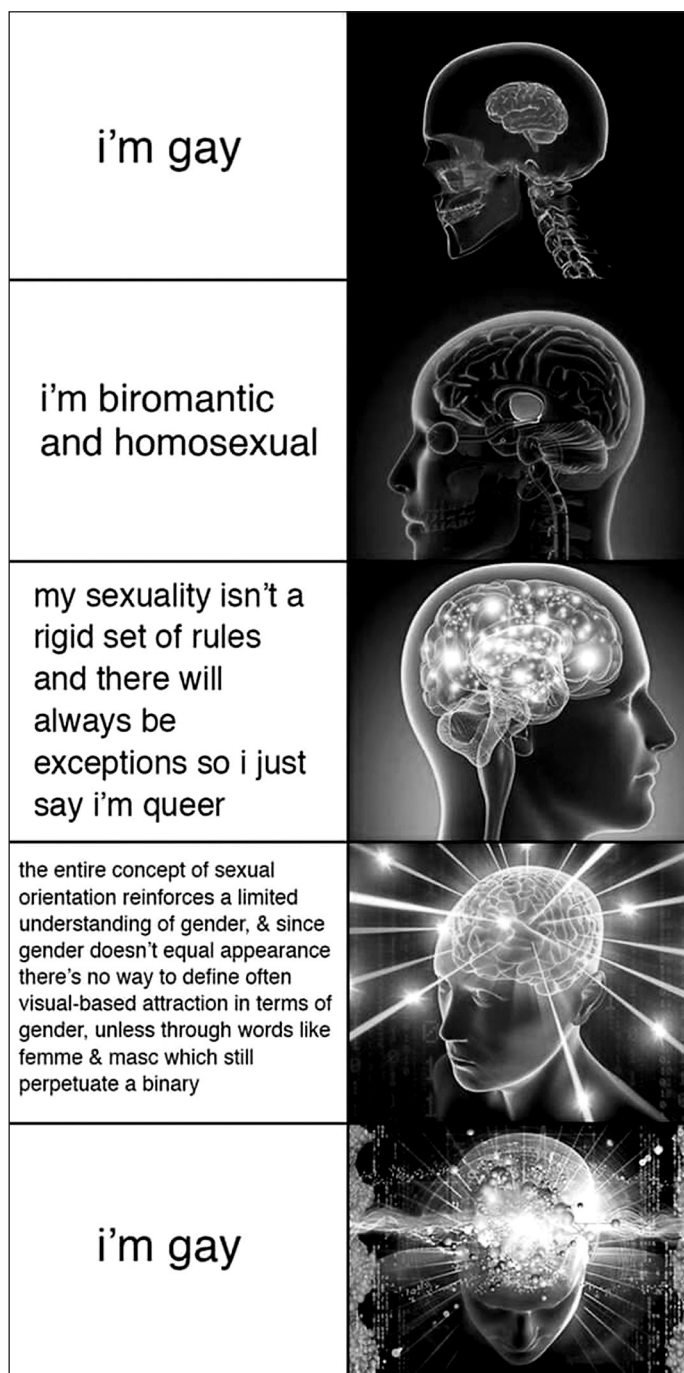 i'm gay
i'm biromantic
and homosexual
my sexuality isn't a
rigid set of rules
and there will
always be
exceptions so i just
say i'm queer
the entire concept of sexual
orientation reinforces a limited
understanding of gender, & since
gender doesn't equal appearance
there's no way to define often
visual-based attraction in terms of
gender, unless through words like
femme & masc which still
perpetuate a binary
i'm gay